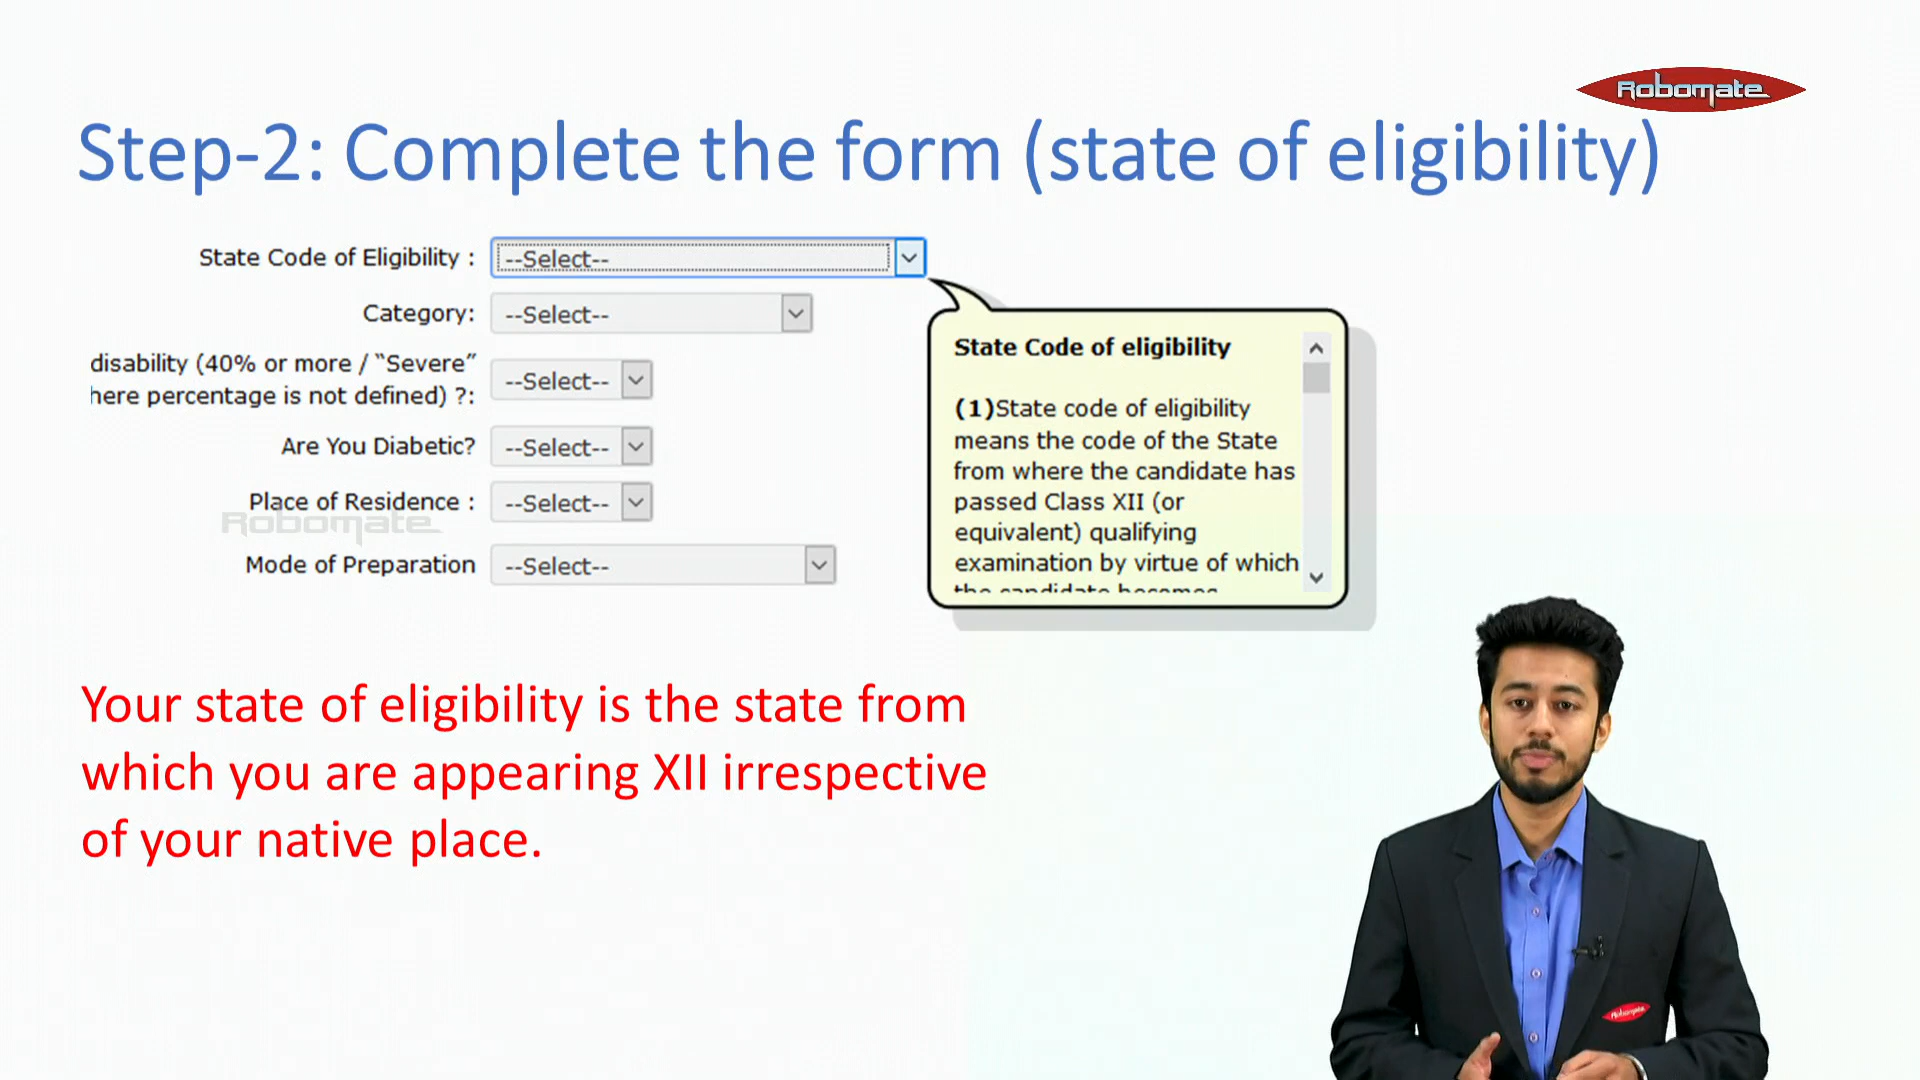 Robomate
Step-2: Complete the form (state of eligibility)
State Code of Eligibility : --Select--
Category: --Select--
disability (40% or more / “Severe”
here percentage is not defined) ?: --Select--
Are You Diabetic? --Select--
Place of Residence : --Select--
Robomate
Mode of Preparation --Select--
State Code of eligibility
(1)State code of eligibility
means the code of the State
from where the candidate has
passed Class XII (or
equivalent) qualifying
examination by virtue of which
the candidate becomes
Your state of eligibility is the state from
which you are appearing XII irrespective
of your native place.
Robomate